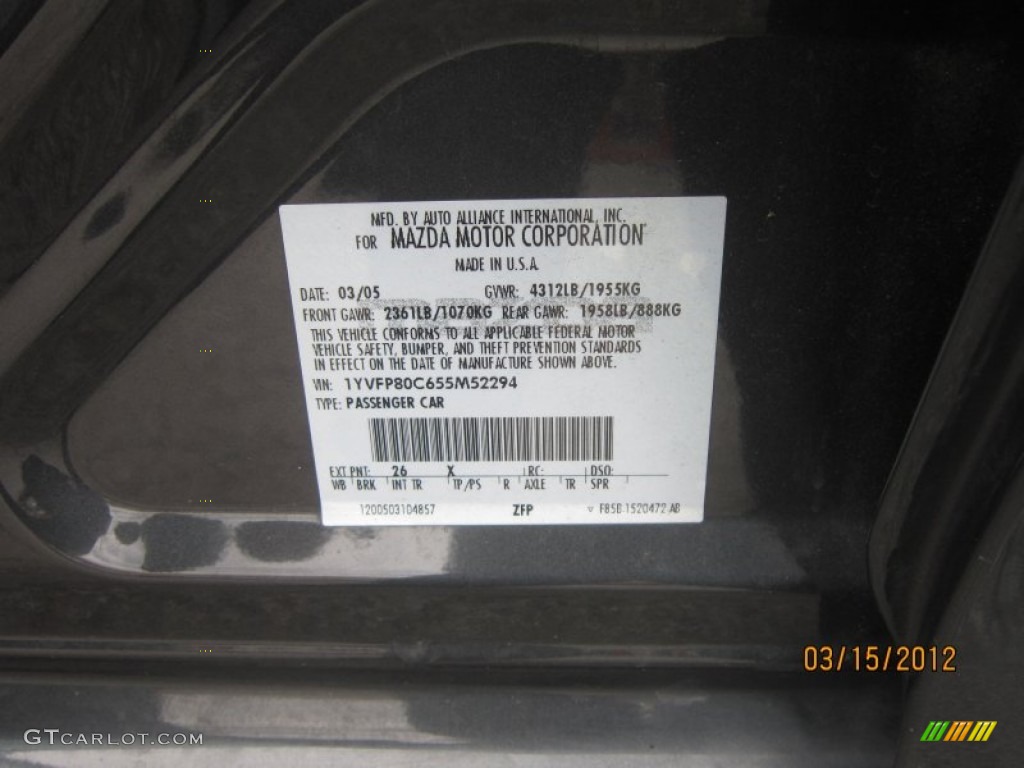 MFD. BY AUTO ALLIANCE INTERNATIONAL, INC.
FOR MAZDA MOTOR CORPORATION
MADE IN U.S.A.
DATE: 03/05 GVWR: 4312LB/1955KG
FRONT GAWR: 2361LB/1070KG REAR GAWR: 1958LB/888KG
THIS VEHICLE CONFORMS TO ALL APPLICABLE FEDERAL MOTOR
VEHICLE SAFETY, BUMPER, AND THEFT PREVENTION STANDARDS
IN EFFECT ON THE DATE OF MANUFACTURE SHOWN ABOVE.
VIN: 1YVFP80C655M52294
TYPE: PASSENGER CAR
EXT PNT: 26 X RC: DSO:
WB BRK INT TR TP/PS R AXLE TR SPR
1200503104857 ZFP F85B 1520472 AB
03/15/2012
GTCARLOT.COM